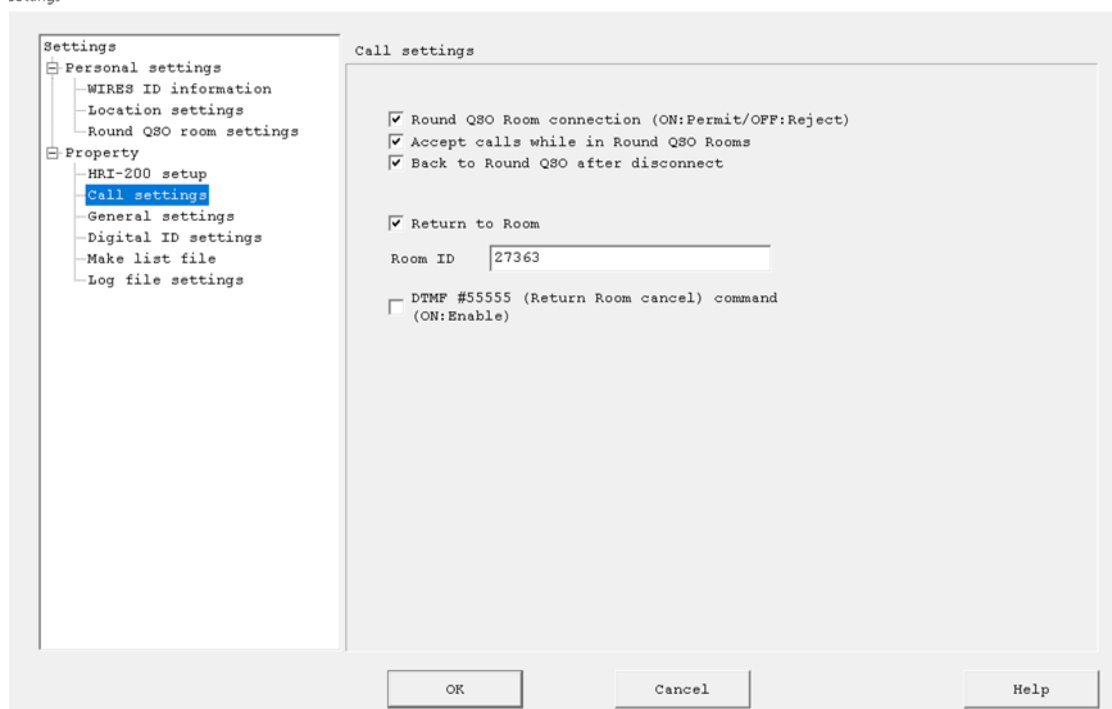 Settings
Personal settings
WIRES ID information
Location settings
Round QSO room settings
Property
HRI-200 setup
Call settings
General settings
Digital ID settings
Make list file
Log file settings
Call settings
Round QSO Room connection (ON:Permit/OFF:Reject)
Accept calls while in Round QSO Rooms
Back to Round QSO after disconnect
Return to Room
Room ID 27363
DTMF #55555 (Return Room cancel) command
(ON:Enable)
OK Cancel Help